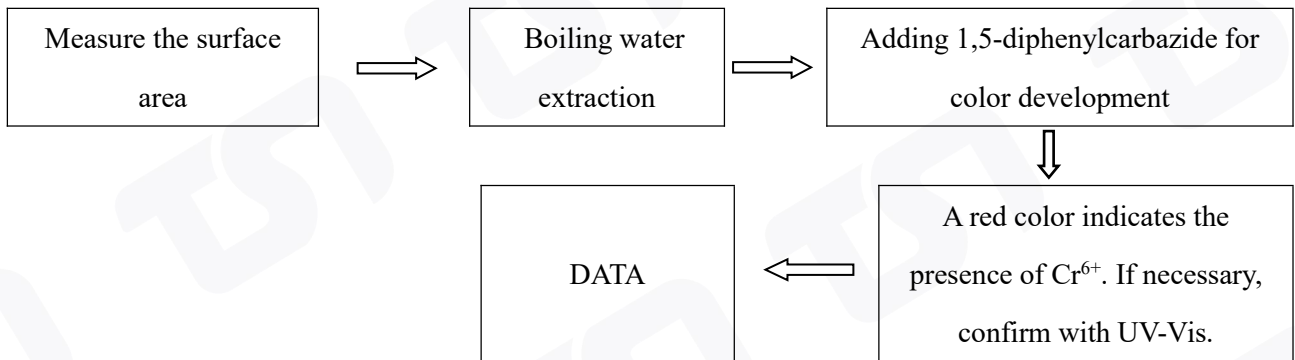 Measure the surface
area
Boiling water
extraction
Adding 1,5-diphenylcarbazide for
color development
A red color indicates the
presence of Cr⁶⁺. If necessary,
confirm with UV-Vis.
DATA